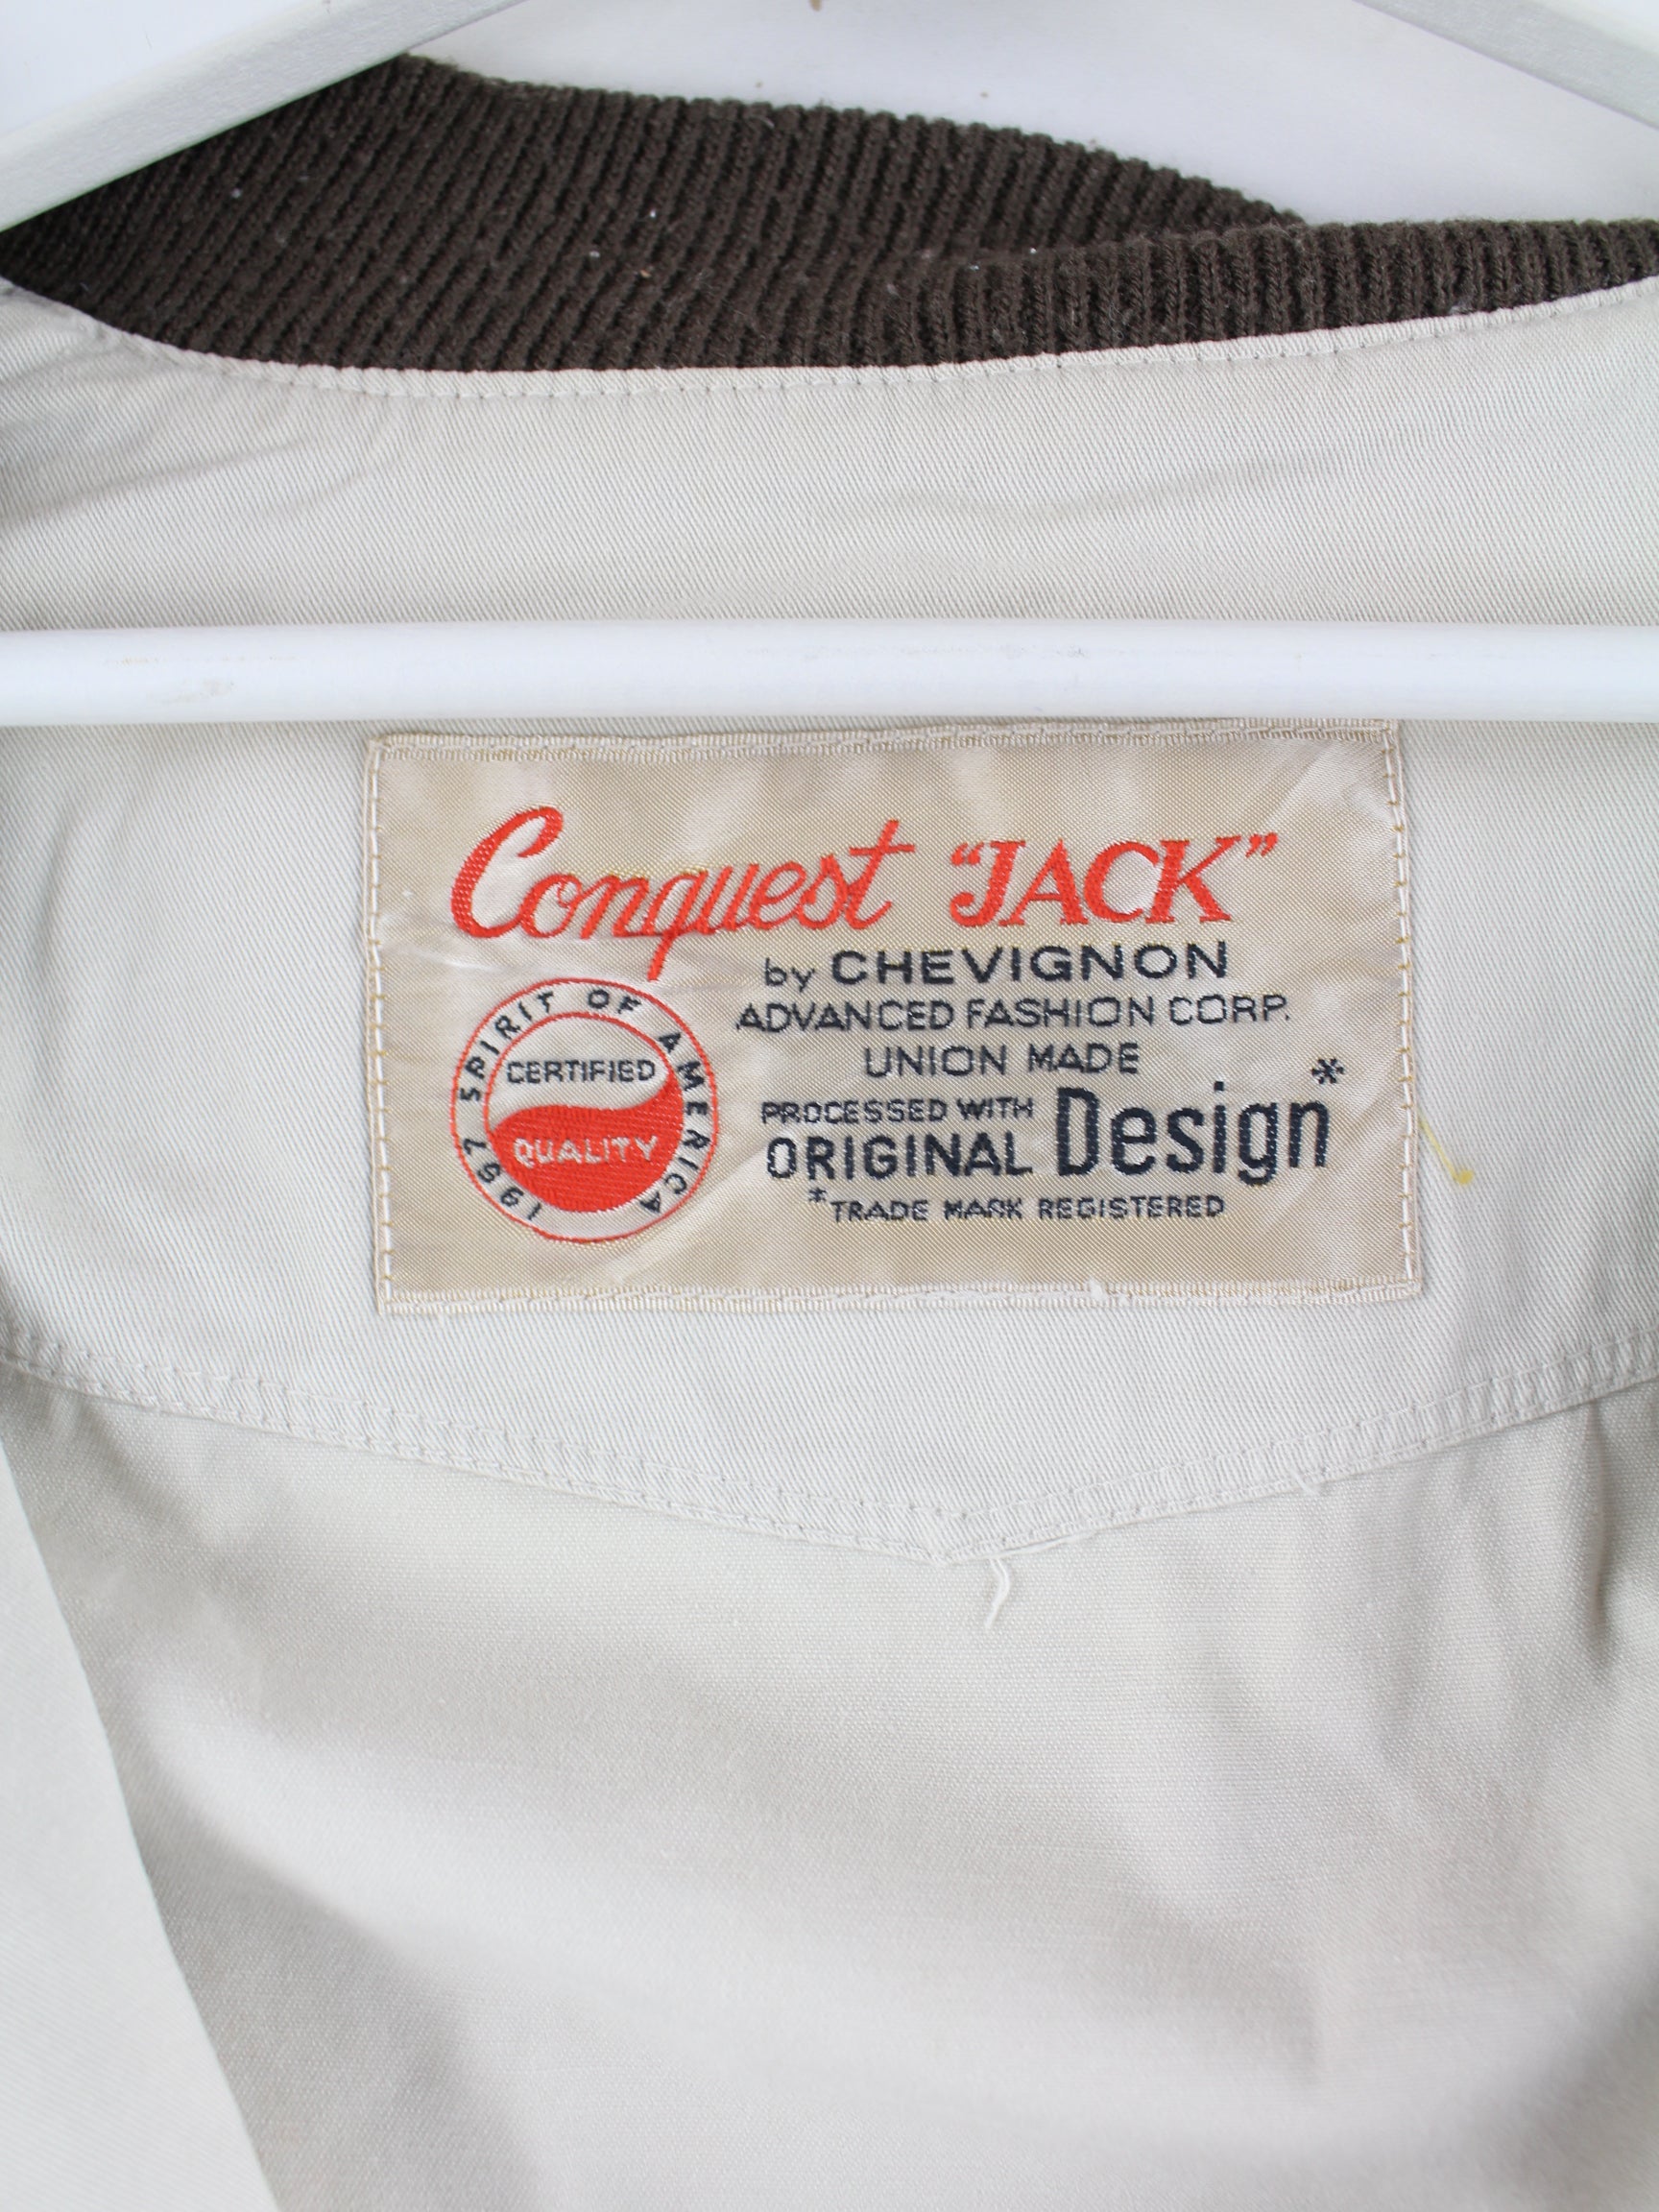 Conquest “JACK”
by CHEVIGNON
ADVANCED FASHION CORP.
UNION MADE
PROCESSED WITH
ORIGINAL Design*
*TRADE MARK REGISTERED
1957 SPIRIT OF AMERICA
CERTIFIED
QUALITY